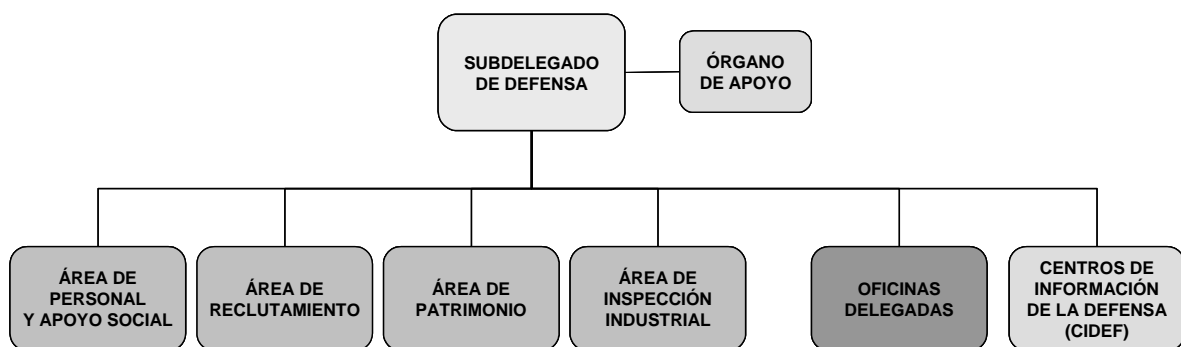 SUBDELEGADO
DE DEFENSA
ÓRGANO
DE APOYO
ÁREA DE
PERSONAL
Y APOYO SOCIAL
ÁREA DE
RECLUTAMIENTO
ÁREA DE
PATRIMONIO
ÁREA DE
INSPECCIÓN
INDUSTRIAL
OFICINAS
DELEGADAS
CENTROS DE
INFORMACIÓN
DE LA DEFENSA
(CIDEF)